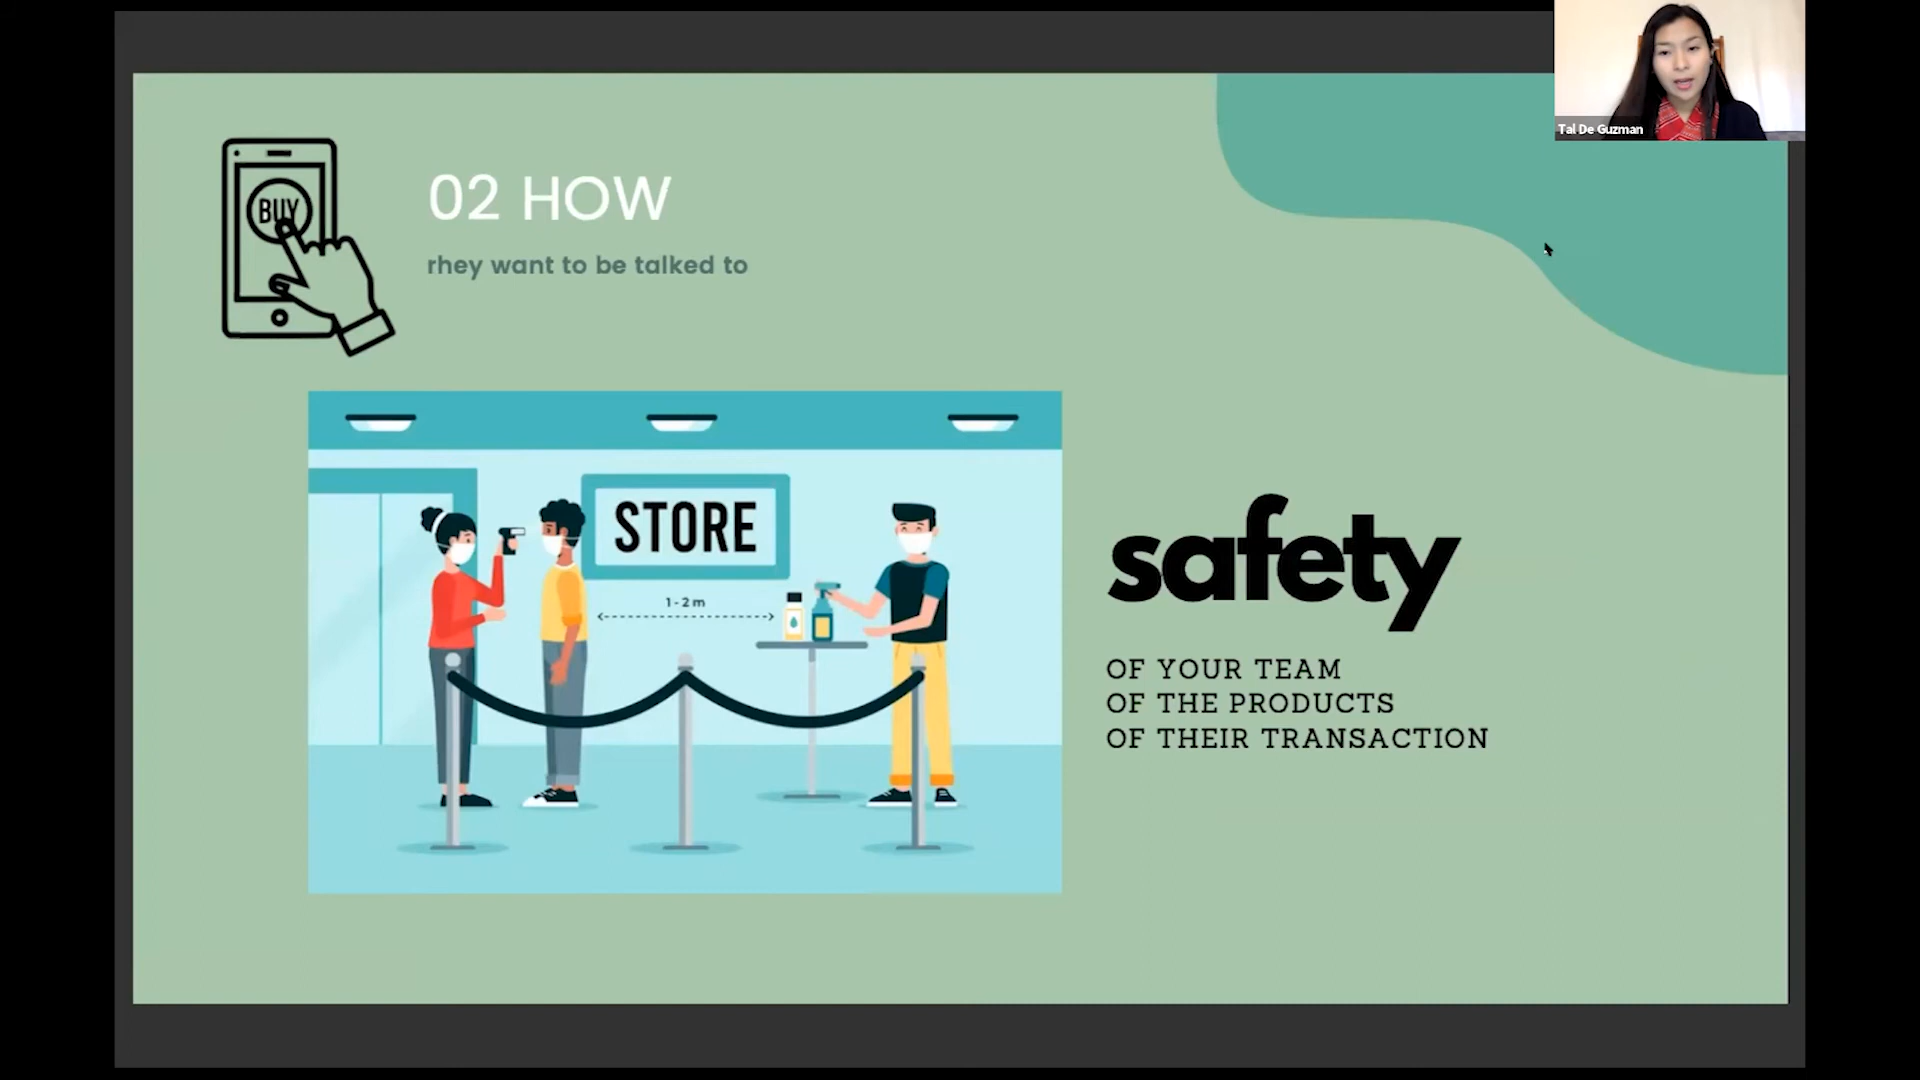 Tal De Guzman
BUY
02 HOW
rhey want to be talked to
STORE
1 - 2 m
safety
OF YOUR TEAM
OF THE PRODUCTS
OF THEIR TRANSACTION